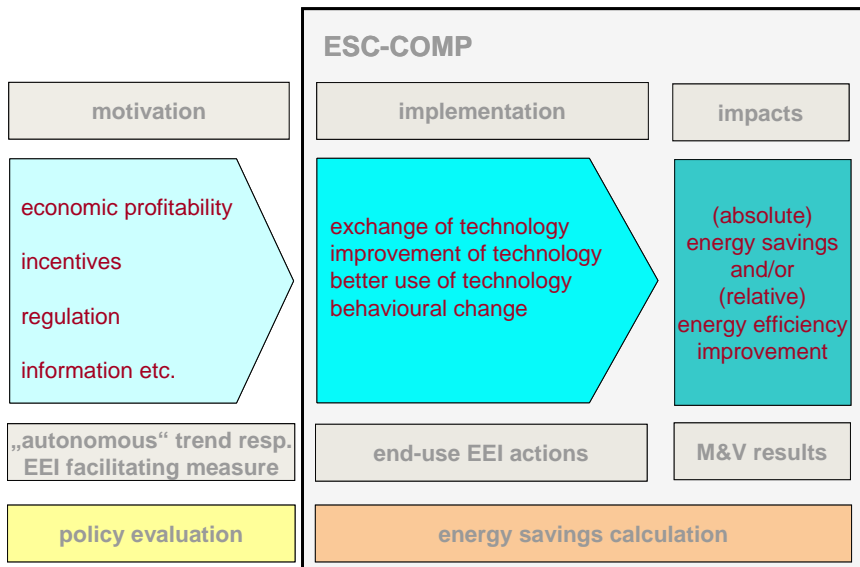 ESC-COMP
motivation
implementation
impacts
economic profitability
incentives
regulation
information etc.
exchange of technology
improvement of technology
better use of technology
behavioural change
(absolute)
energy savings
and/or
(relative)
energy efficiency
improvement
„autonomous“ trend resp.
EEI facilitating measure
end-use EEI actions
M&V results
policy evaluation
energy savings calculation